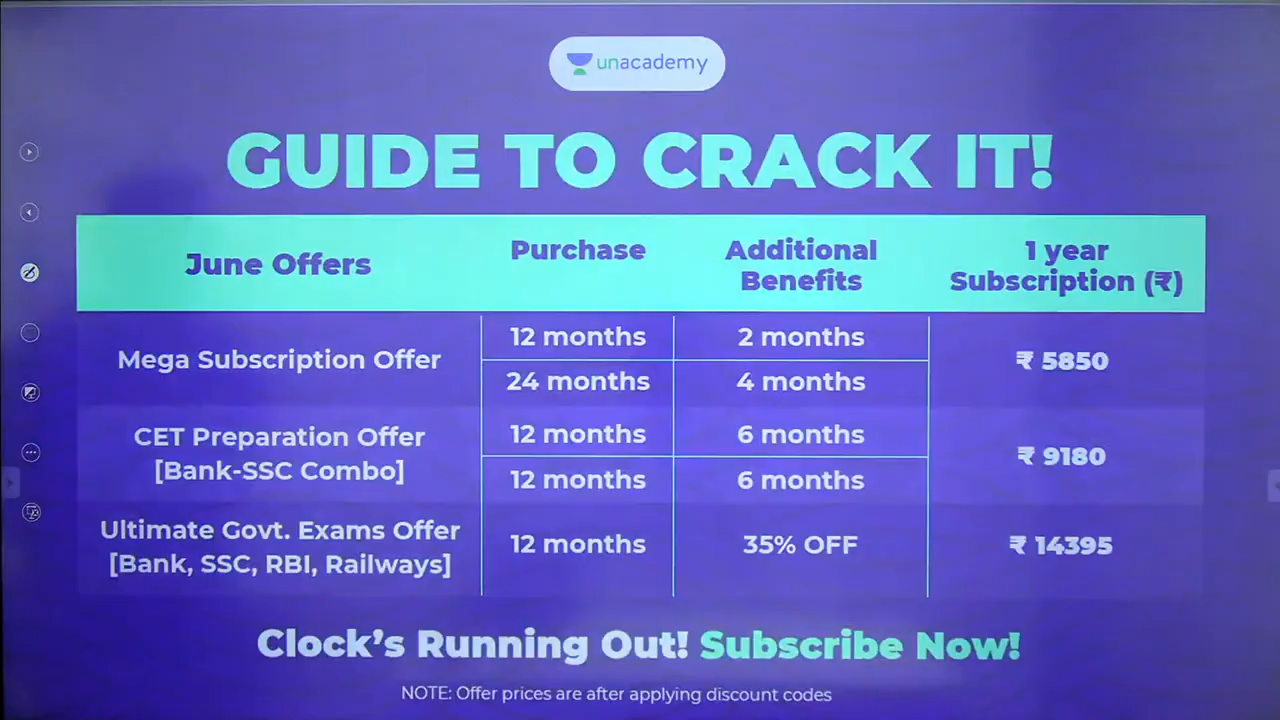 unacademy
GUIDE TO CRACK IT!
June Offers
Purchase
Additional
Benefits
1 year
Subscription (₹)
Mega Subscription Offer
12 months
2 months
24 months
4 months
₹ 5850
CET Preparation Offer
[Bank-SSC Combo]
12 months
6 months
12 months
6 months
₹ 9180
Ultimate Govt. Exams Offer
[Bank, SSC, RBI, Railways]
12 months
35% OFF
₹ 14395
Clock's Running Out! Subscribe Now!
NOTE: Offer prices are after applying discount codes